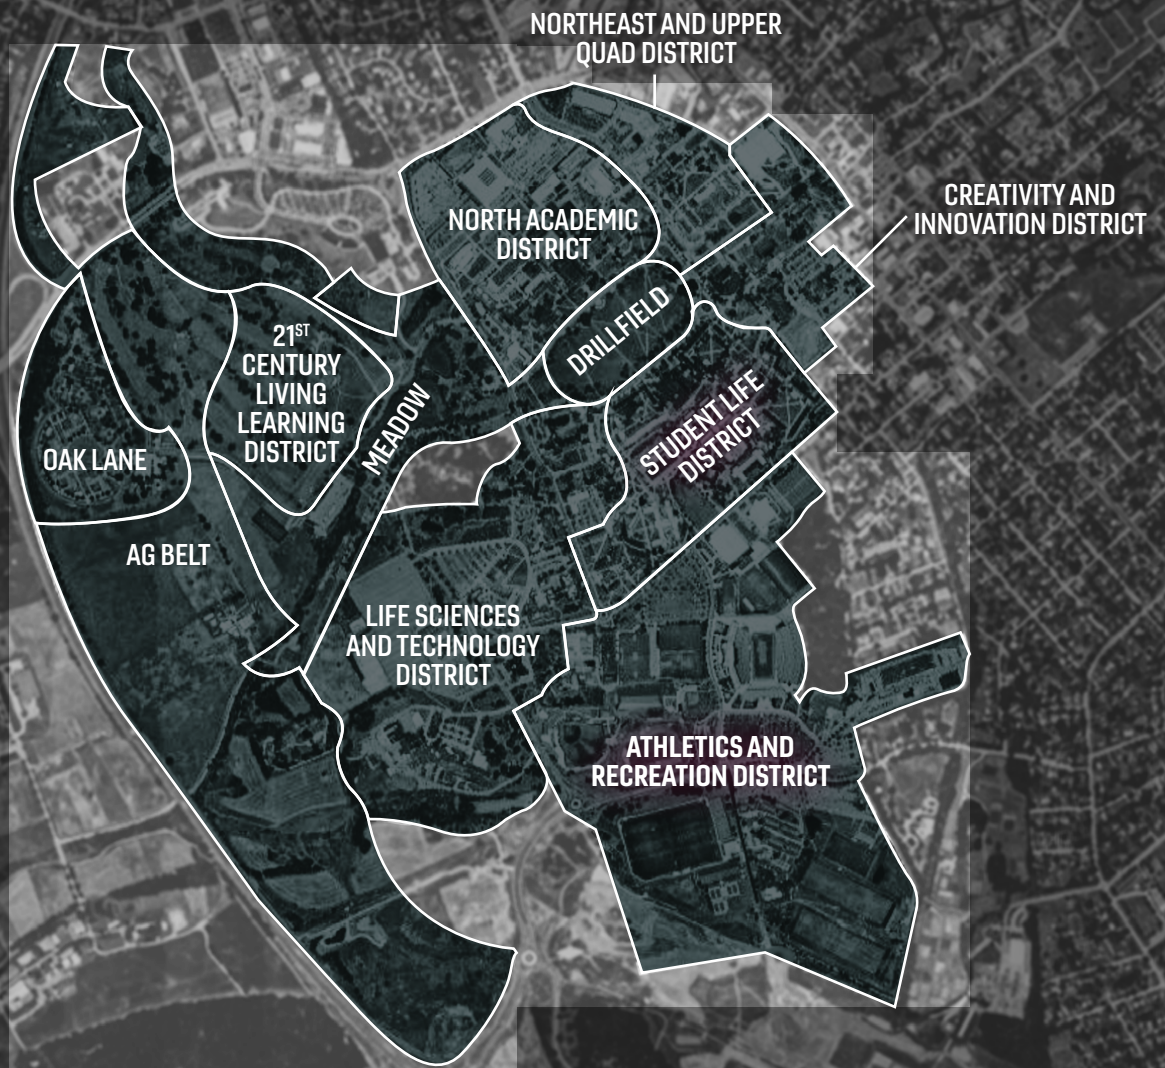 NORTHEAST AND UPPER
QUAD DISTRICT
CREATIVITY AND
INNOVATION DISTRICT
NORTH ACADEMIC
DISTRICT
DRILLFIELD
21ST
CENTURY
LIVING
LEARNING
DISTRICT
MEADOW
STUDENT LIFE
DISTRICT
OAK LANE
AG BELT
LIFE SCIENCES
AND TECHNOLOGY
DISTRICT
ATHLETICS AND
RECREATION DISTRICT